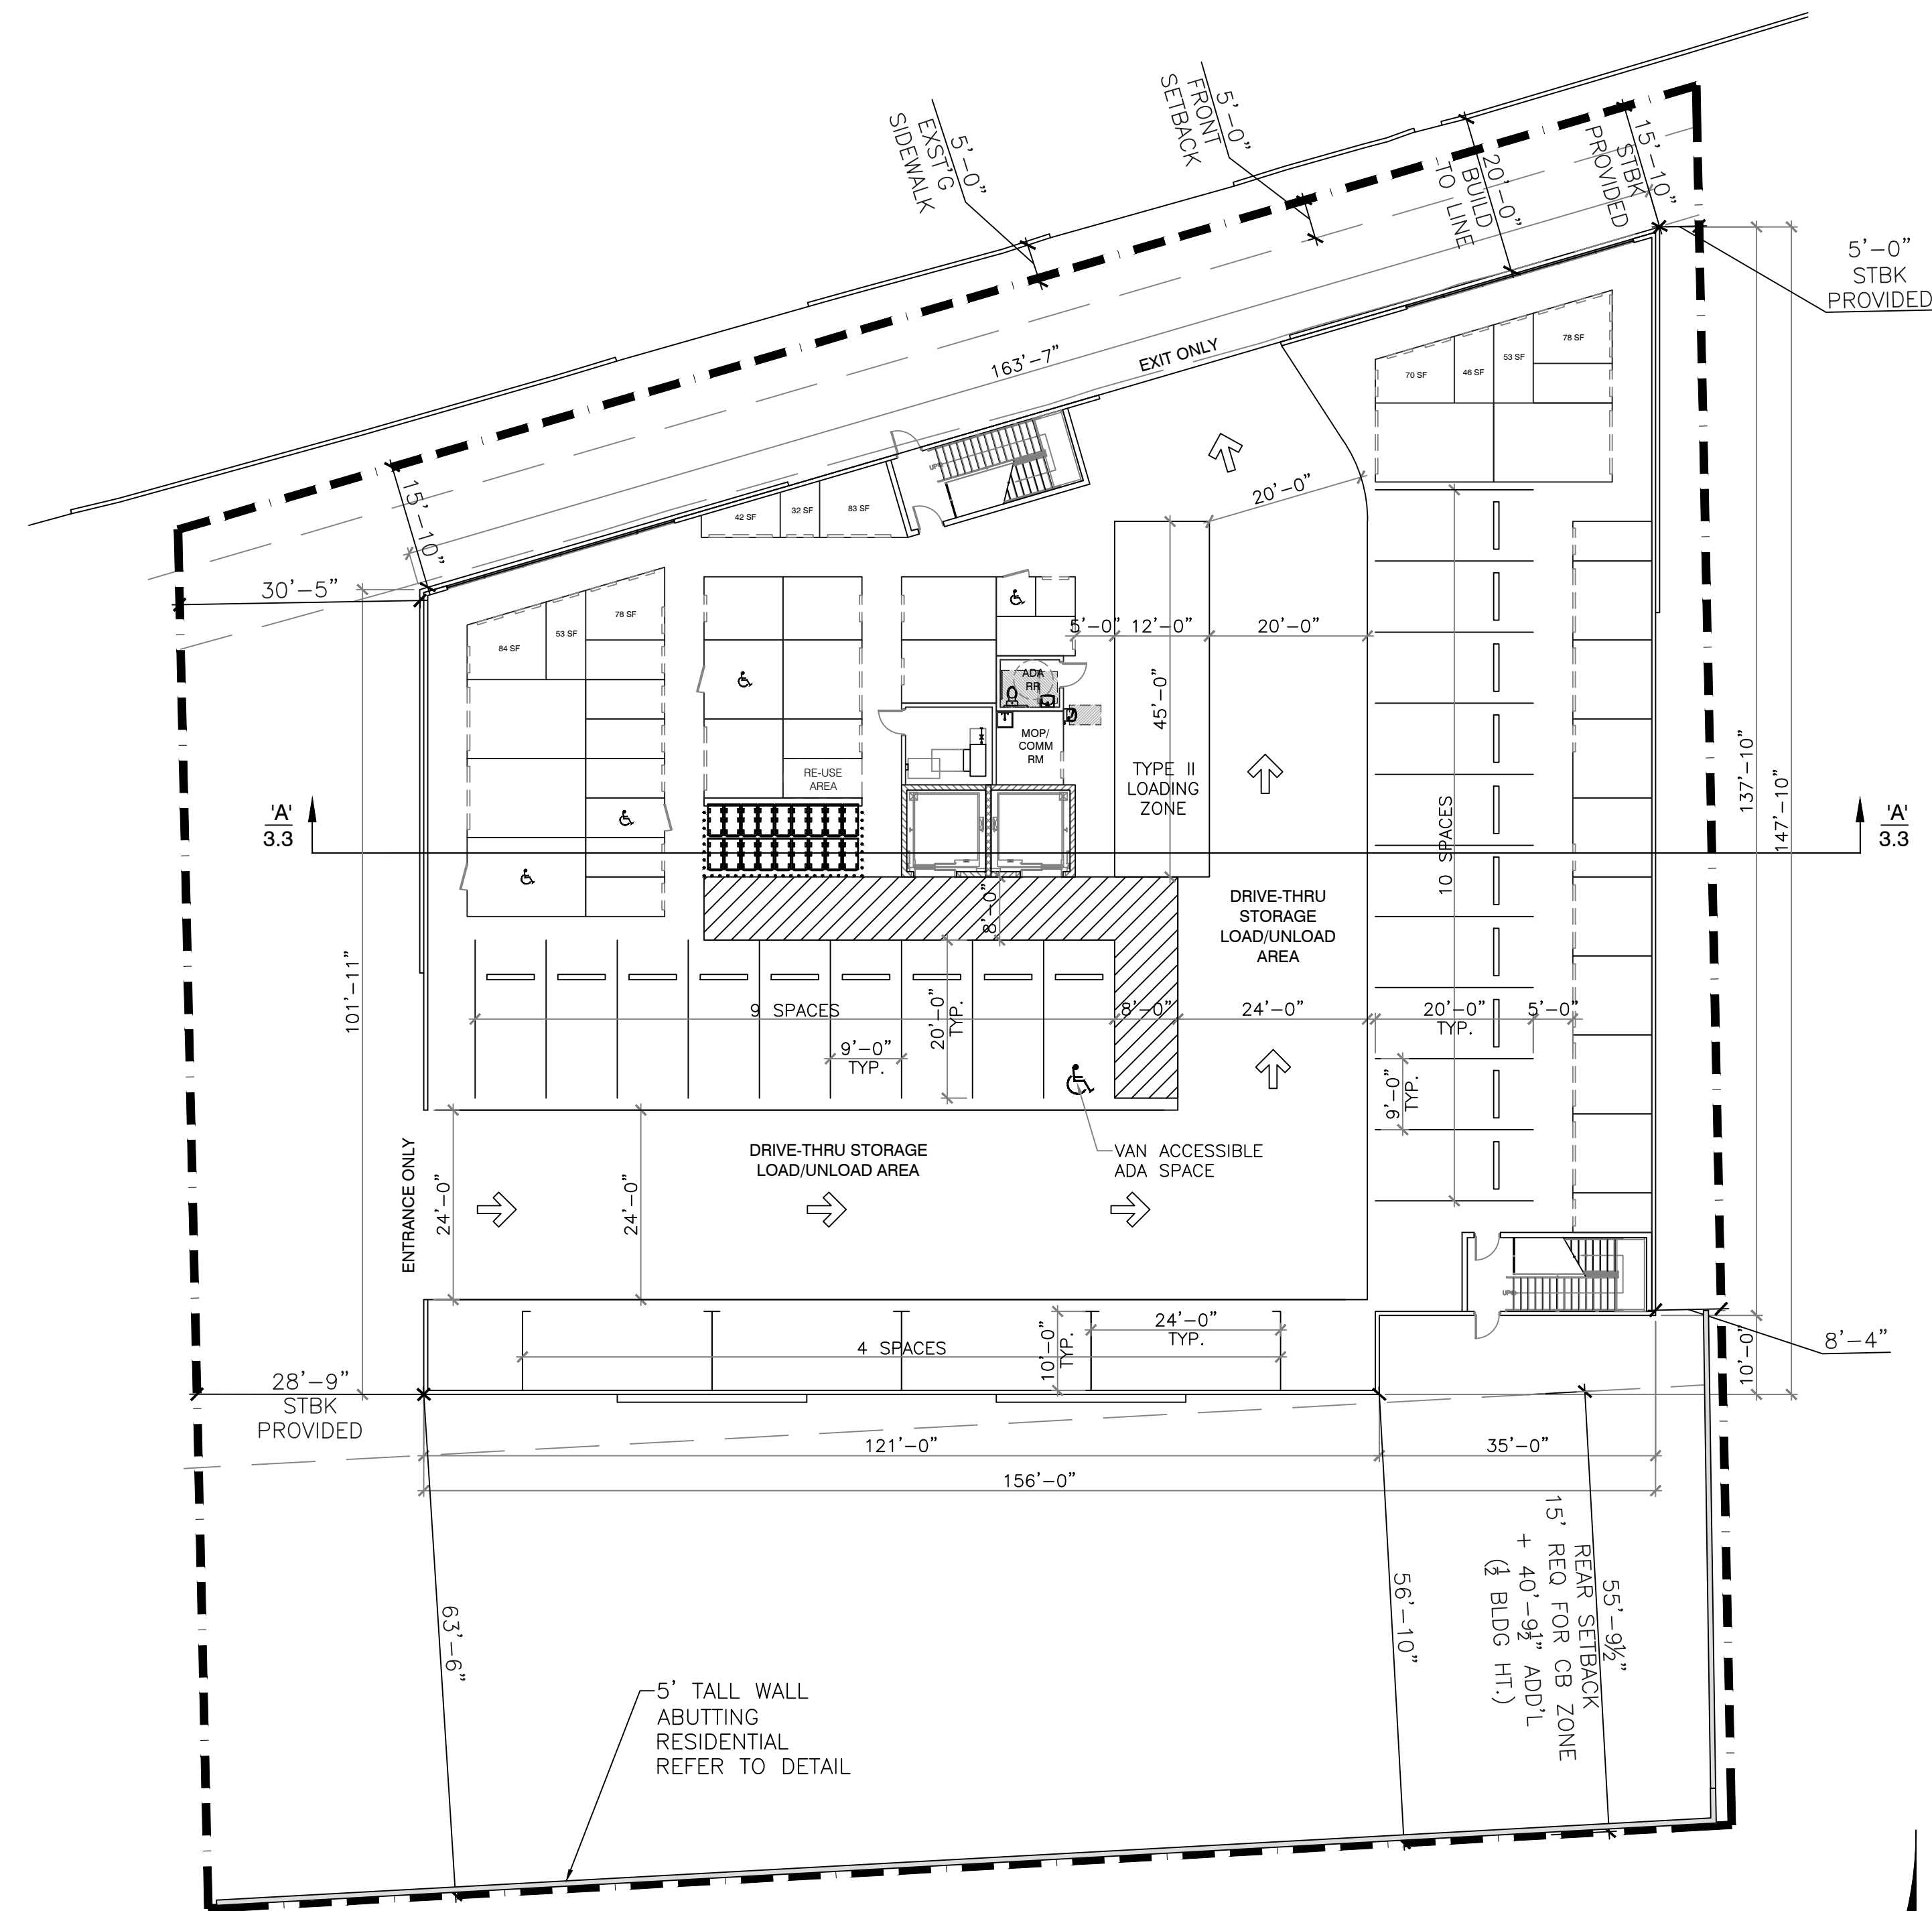 5'-0"
EXST'G
SIDEWALK
5'-0"
FRONT
SETBACK
20'-0"
BUILD
-TO LINE
15'-10"
STBK
PROVIDED
5'-0"
STBK
PROVIDED
163'-7"
EXIT ONLY
15'-10"
30'-5"
70 SF
46 SF
53 SF
78 SF
UP
42 SF
32 SF
83 SF
20'-0"
84 SF
53 SF
78 SF
5'-0"
12'-0"
20'-0"
ADA
RR
45'-0"
MOP/
COMM
RM
RE-USE
AREA
TYPE II
LOADING
ZONE
'A'
3.3
'A'
3.3
10 SPACES
137'-10"
147'-10"
8'-0"
DRIVE-THRU
STORAGE
LOAD/UNLOAD
AREA
101'-11"
9 SPACES
20'-0"
TYP.
8'-0"
24'-0"
20'-0"
TYP.
5'-0"
9'-0"
TYP.
9'-0"
TYP.
ENTRANCE ONLY
24'-0"
24'-0"
DRIVE-THRU STORAGE
LOAD/UNLOAD AREA
VAN ACCESSIBLE
ADA SPACE
UP
4 SPACES
10'-0"
TYP.
24'-0"
TYP.
8'-4"
10'-0"
28'-9"
STBK
PROVIDED
121'-0"
35'-0"
156'-0"
63'-6"
56'-10"
55'-9½"
REAR SETBACK
15' REQ FOR CB ZONE
+ 40'-9½" ADD'L
(½ BLDG HT.)
5' TALL WALL
ABUTTING
RESIDENTIAL
REFER TO DETAIL